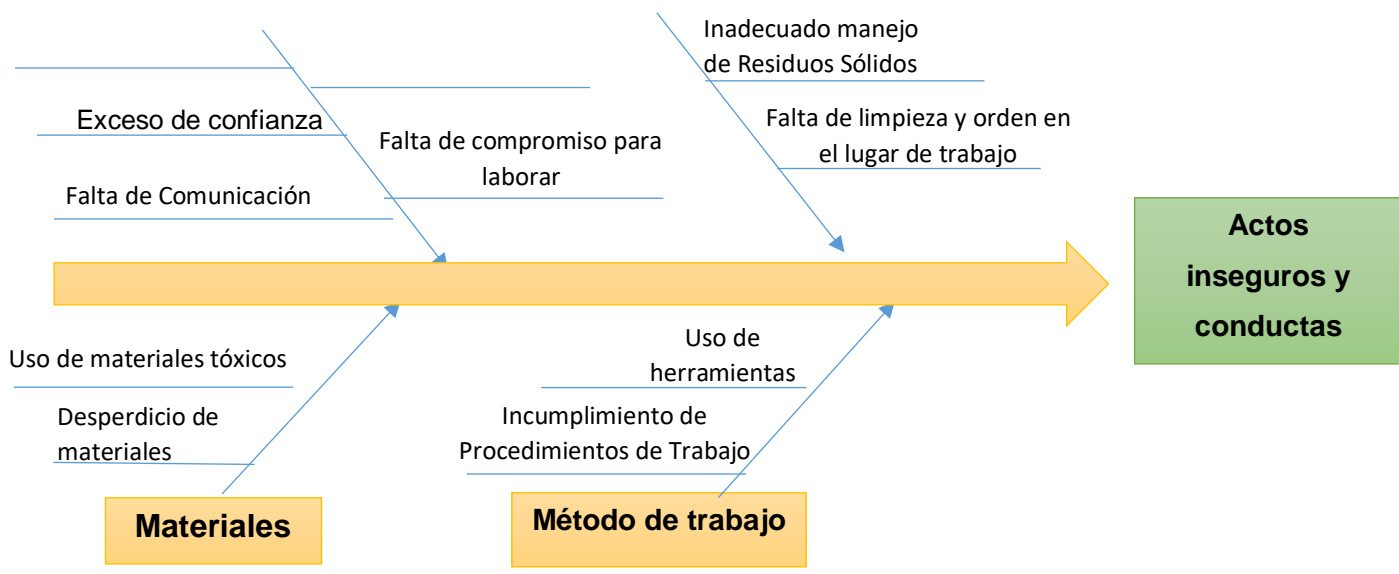 Inadecuado manejo
de Residuos Sólidos
Exceso de confianza
Falta de compromiso para
laborar
Falta de limpieza y orden en
el lugar de trabajo
Falta de Comunicación
Actos
inseguros y
conductas
Uso de materiales tóxicos
Desperdicio de
materiales
Uso de
herramientas
Incumplimiento de
Procedimientos de Trabajo
Materiales
Método de trabajo